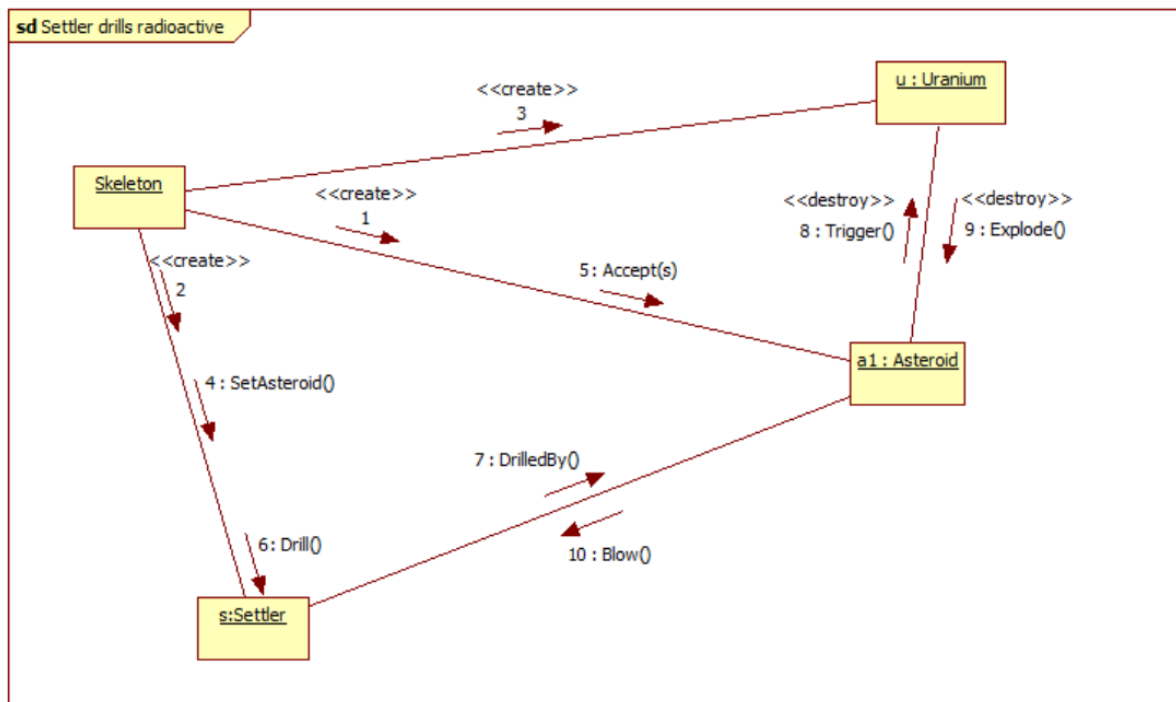 sd Settler drills radioactive
u : Uranium
<<create>>
3
Skeleton
<<create>>
1
<<destroy>>
8 : Trigger()
<<destroy>>
9 : Explode()
<<create>>
2
5 : Accept(s)
a1 : Asteroid
4 : SetAsteroid()
7 : DrilledBy()
6 : Drill()
10 : Blow()
s:Settler